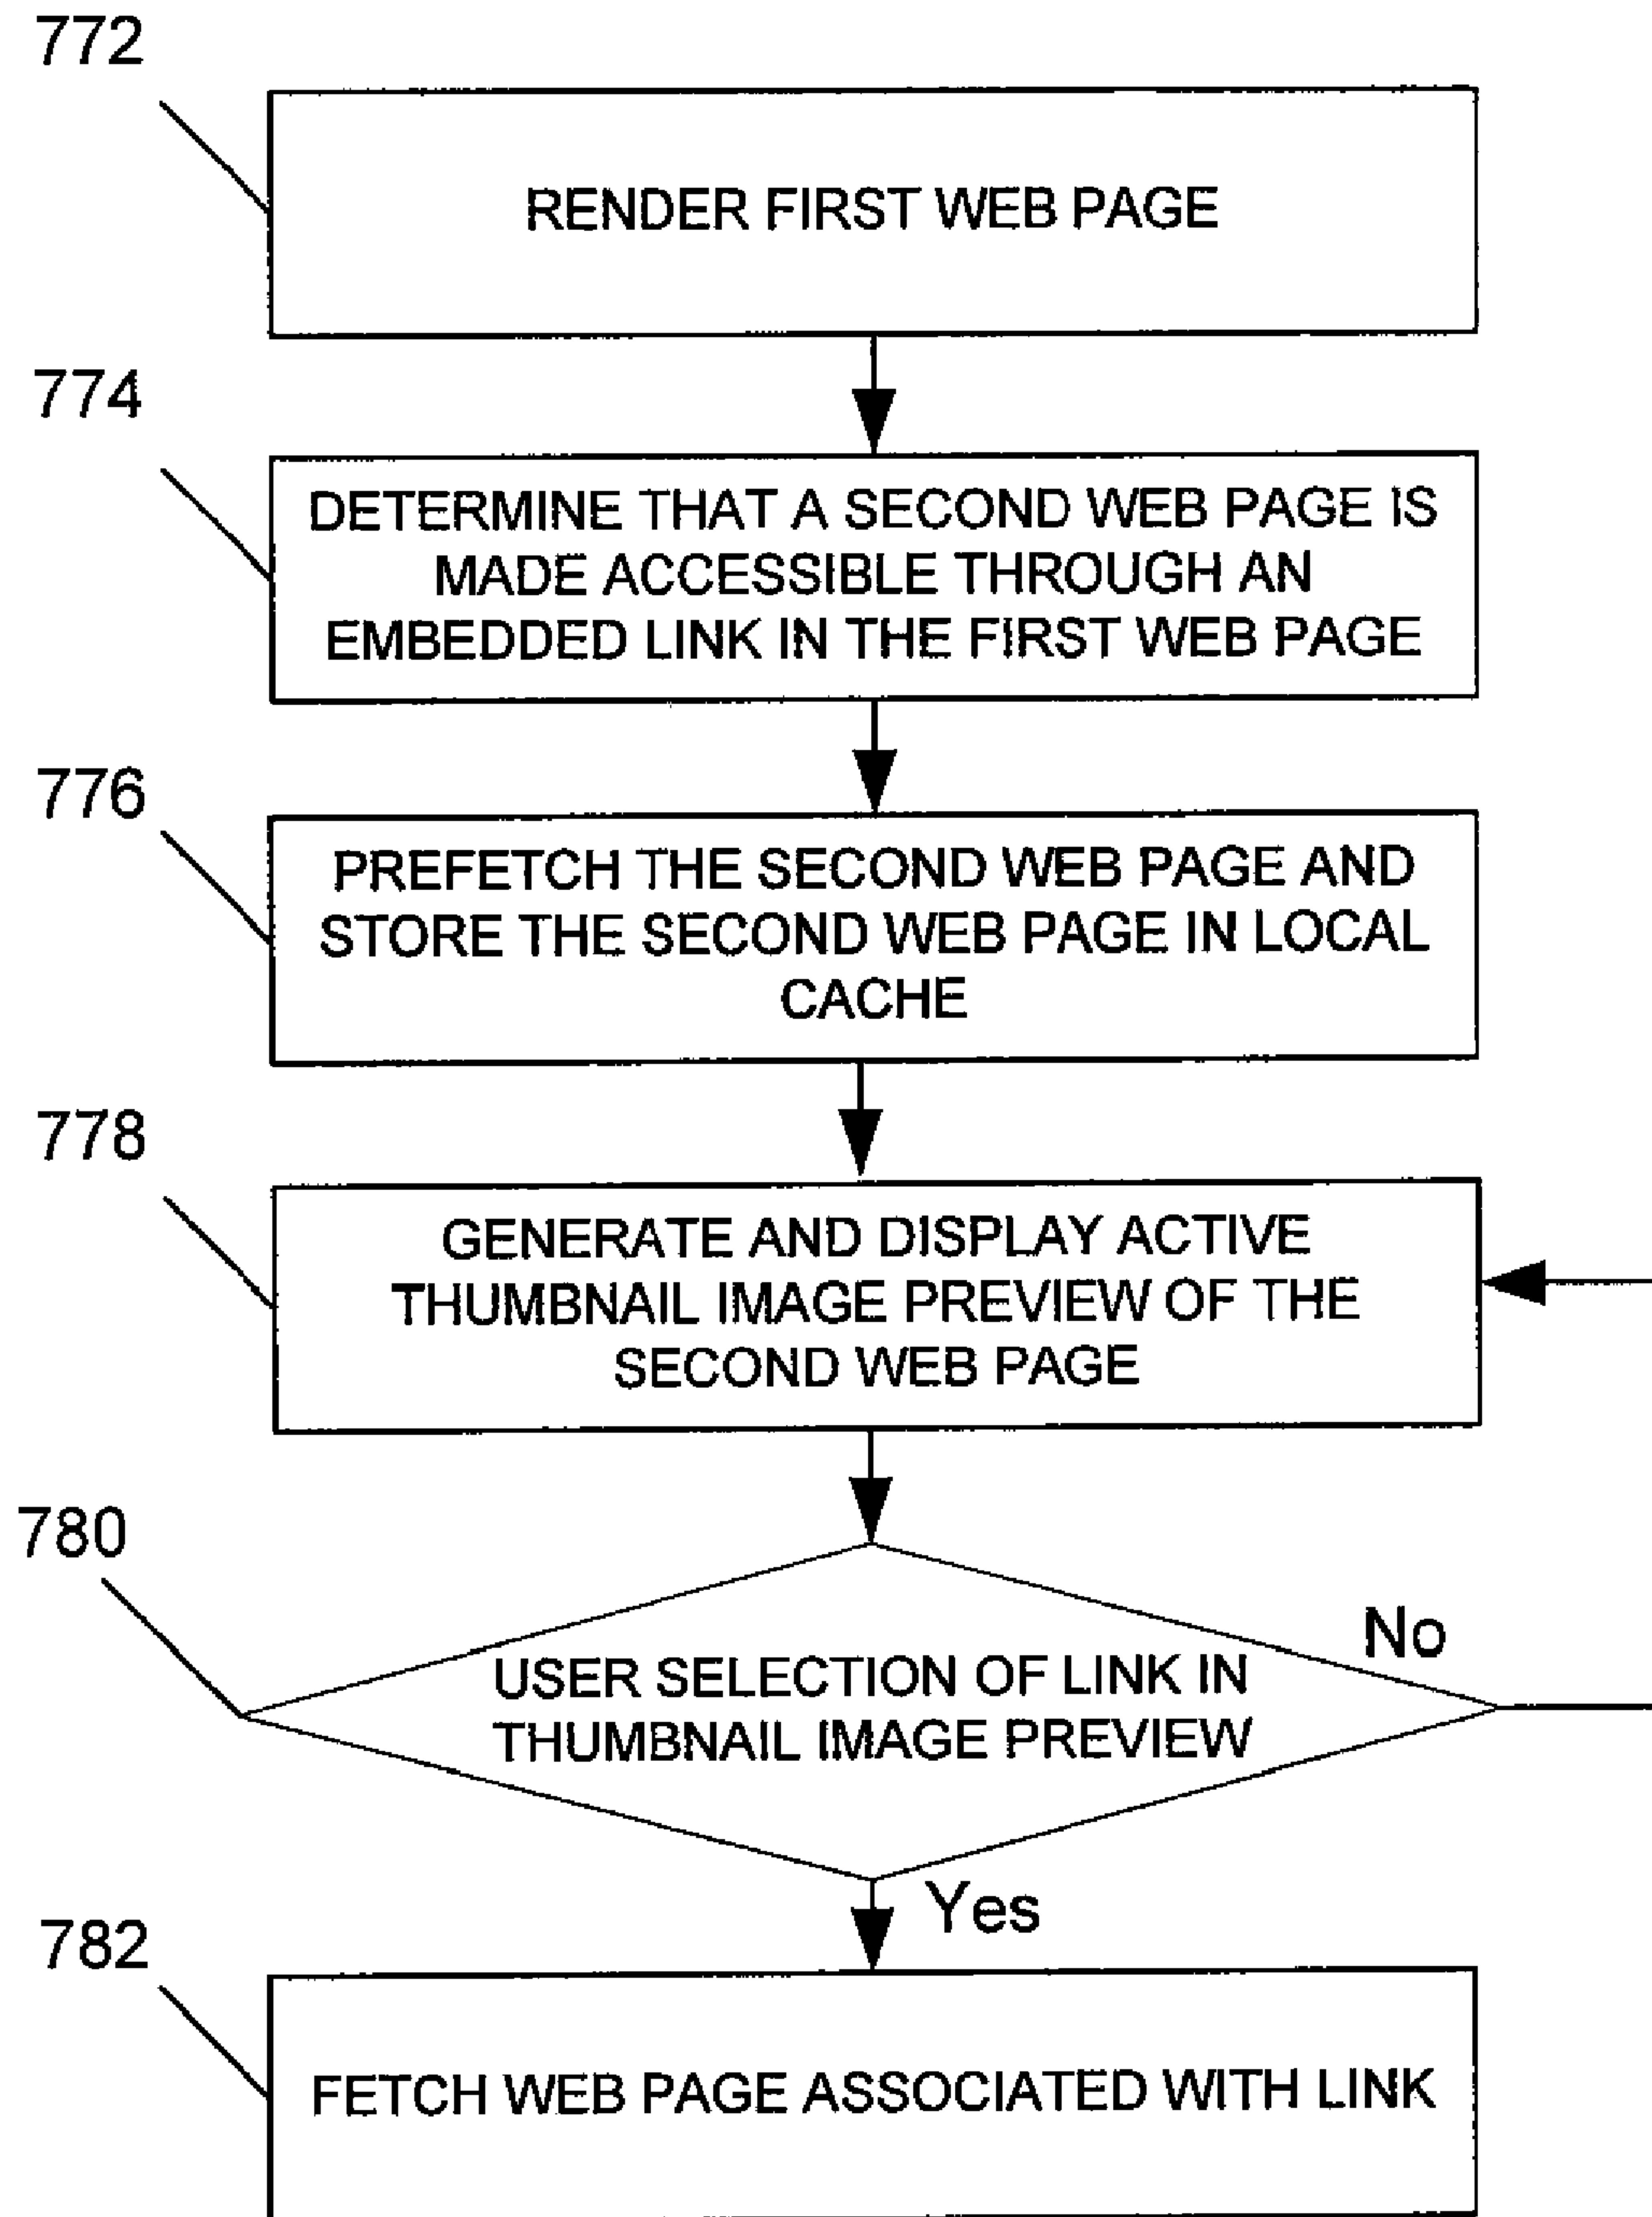 772
RENDER FIRST WEB PAGE
774
DETERMINE THAT A SECOND WEB PAGE IS
MADE ACCESSIBLE THROUGH AN
EMBEDDED LINK IN THE FIRST WEB PAGE
776
PREFETCH THE SECOND WEB PAGE AND
STORE THE SECOND WEB PAGE IN LOCAL
CACHE
778
GENERATE AND DISPLAY ACTIVE
THUMBNAIL IMAGE PREVIEW OF THE
SECOND WEB PAGE
780
No
USER SELECTION OF LINK IN
THUMBNAIL IMAGE PREVIEW
Yes
782
FETCH WEB PAGE ASSOCIATED WITH LINK